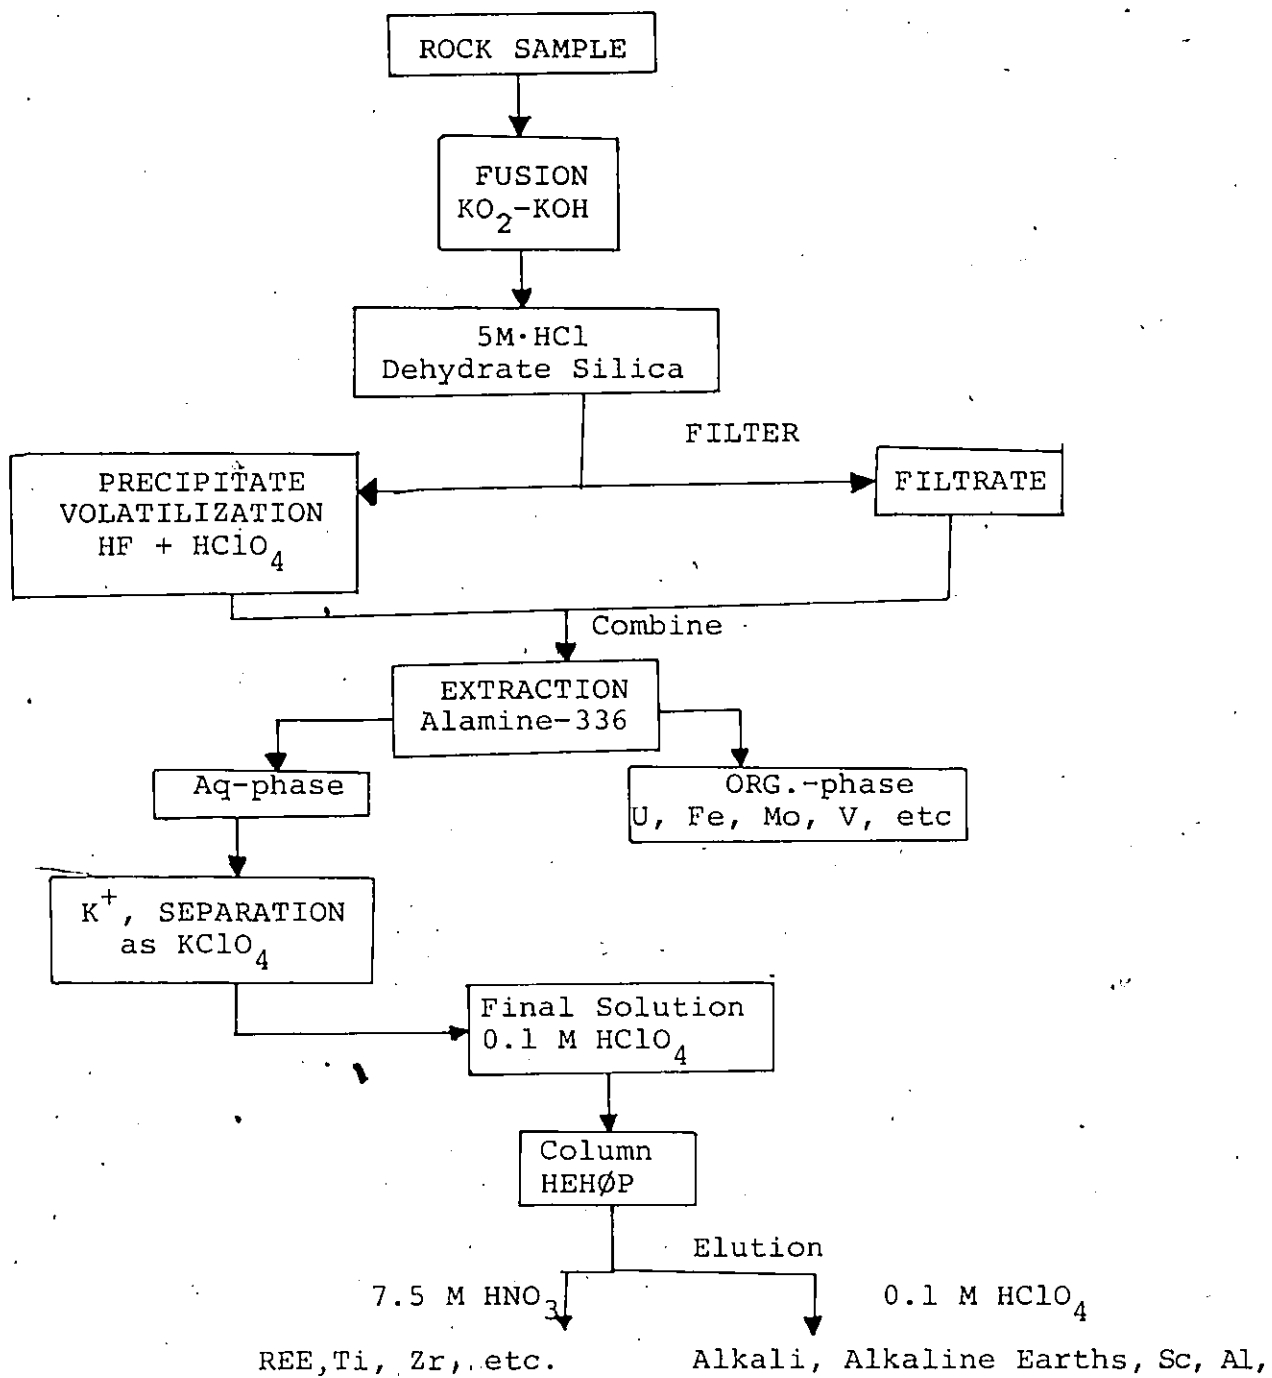 ROCK SAMPLE
FUSION
KO2-KOH
5M·HCl
Dehydrate Silica
FILTER
PRECIPITATE
VOLATILIZATION
HF + HClO4
FILTRATE
Combine
EXTRACTION
Alamine-336
Aq-phase
ORG.-phase
U, Fe, Mo, V, etc
K+, SEPARATION
as KClO4
Final Solution
0.1 M HClO4
Column
HEHØP
Elution
7.5 M HNO3
0.1 M HClO4
REE,Ti, Zr, etc.
Alkali, Alkaline Earths, Sc, Al,